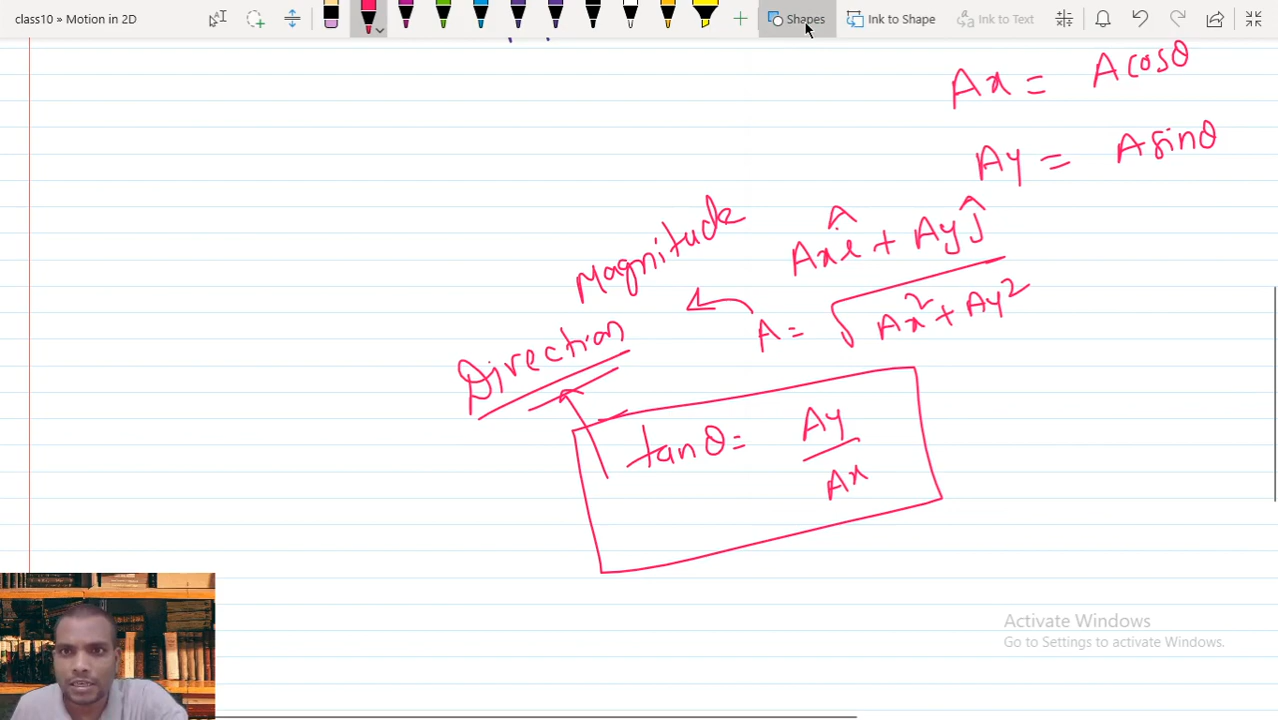 class10 » Motion in 2D
Shapes
Ink to Shape
Ink to Text
Ax = A cosθ
Ay = A sinθ
Magnitude
Axî + Ayĵ
A = √Ax²+Ay²
Direction
tanθ = Ay/Ax
Activate Windows
Go to Settings to activate Windows.